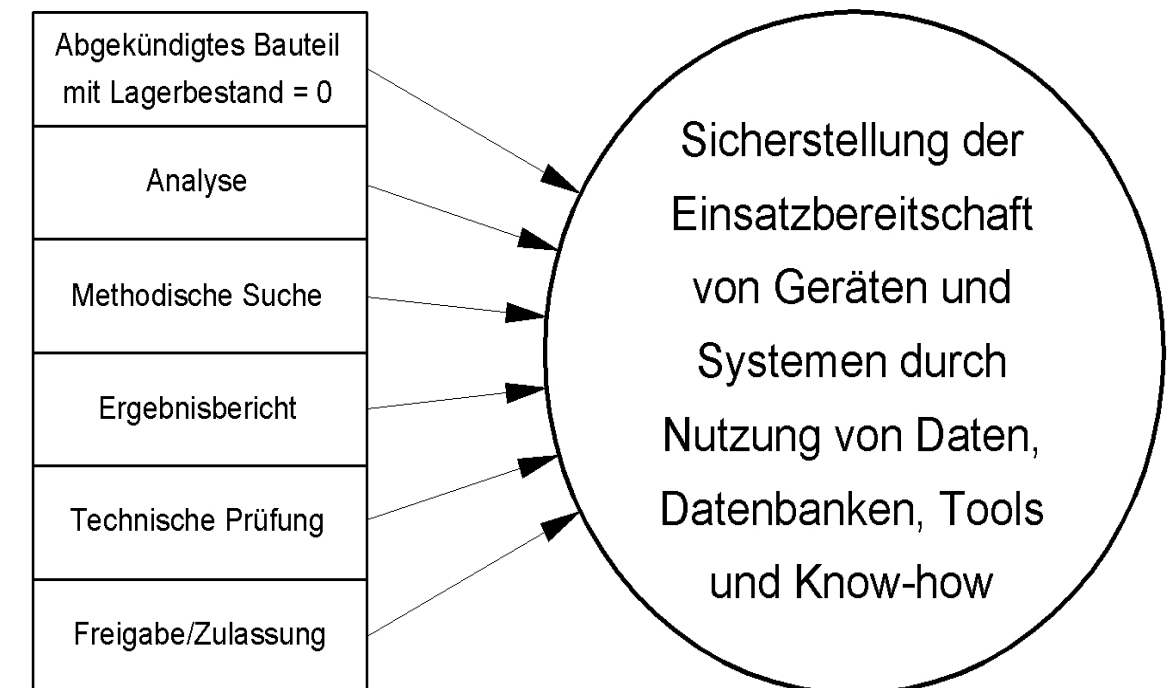 Abgekündigtes Bauteil
mit Lagerbestand = 0
Analyse
Methodische Suche
Ergebnisbericht
Technische Prüfung
Freigabe/Zulassung
Sicherstellung der
Einsatzbereitschaft
von Geräten und
Systemen durch
Nutzung von Daten,
Datenbanken, Tools
und Know-how